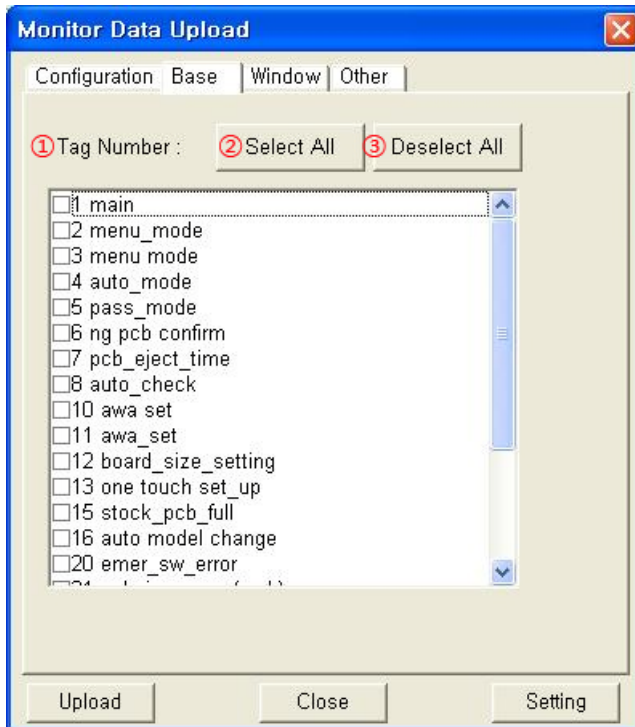 Monitor Data Upload
Configuration Base Window Other
①Tag Number : ②Select All ③Deselect All
1 main
2 menu_mode
3 menu mode
4 auto_mode
5 pass_mode
6 ng pcb confirm
7 pcb_eject_time
8 auto_check
10 awa set
11 awa_set
12 board_size_setting
13 one touch set_up
15 stock_pcb_full
16 auto model change
20 emer_sw_error
Upload Close Setting